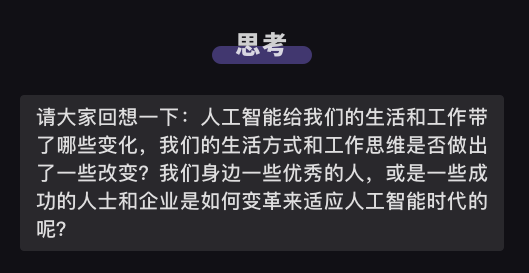 思考
请大家回想一下：人工智能给我们的生活和工作带
了哪些变化，我们的生活方式和工作思维是否做出
了一些改变？我们身边一些优秀的人，或是一些成
功的人士和企业是如何变革来适应人工智能时代的
呢？